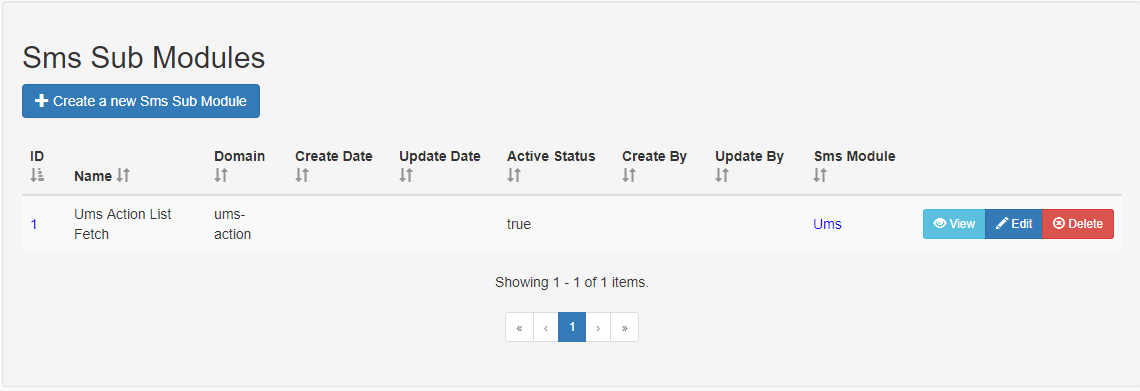 Sms Sub Modules
Create a new Sms Sub Module
ID Name Domain Create Date Update Date Active Status Create By Update By Sms Module
1 Ums Action List ums- true Ums View Edit Delete
Fetch action
Showing 1 - 1 of 1 items.
« ‹ 1 › »